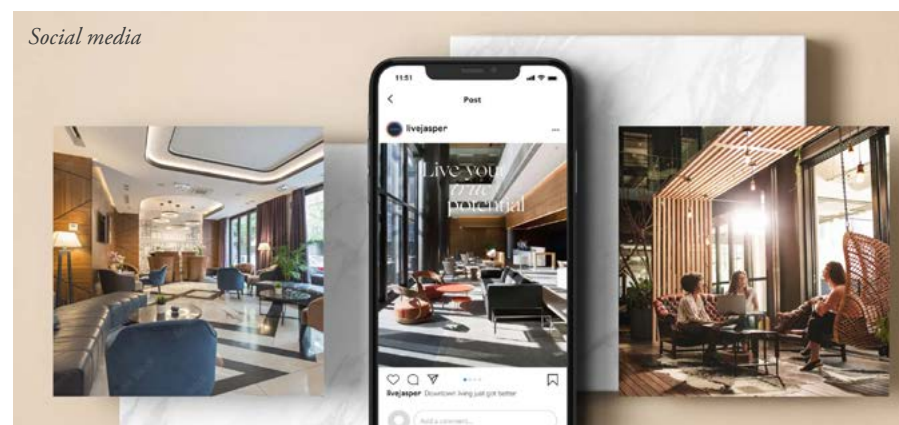 Social media
11:51
Post
livejasper
Live your
true
potential
livejasper Downtown living just got better
Add a comment...